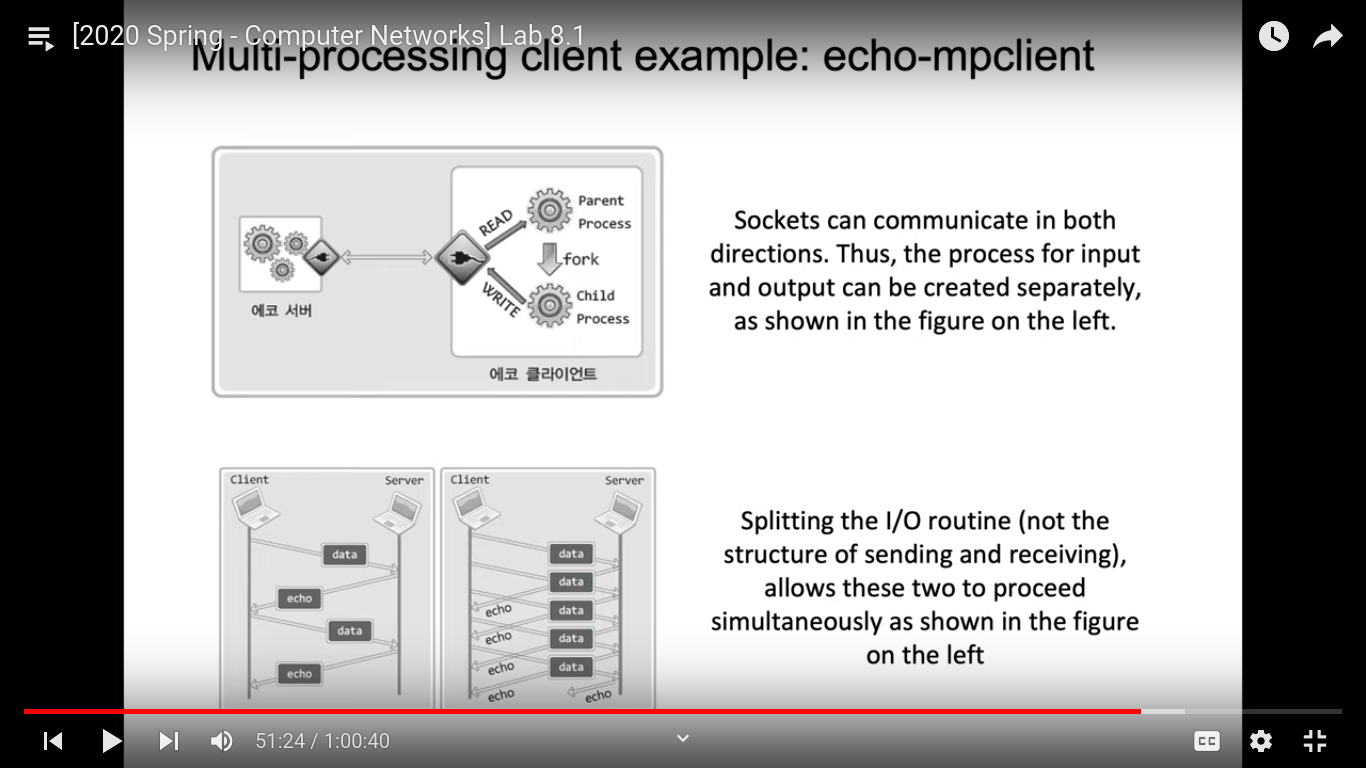 [2020 Spring - Computer Networks] Lab 8.1
Multi-processing client example: echo-mpclient
READ
Parent
Process
fork
WRITE
Child
Process
에코 서버
에코 클라이언트
Sockets can communicate in both
directions. Thus, the process for input
and output can be created separately,
as shown in the figure on the left.
Client
Server
data
echo
data
echo
Client
Server
data
data
data
echo
data
echo
data
echo
echo
echo
Splitting the I/O routine (not the
structure of sending and receiving),
allows these two to proceed
simultaneously as shown in the figure
on the left
51:24 / 1:00:40
CC